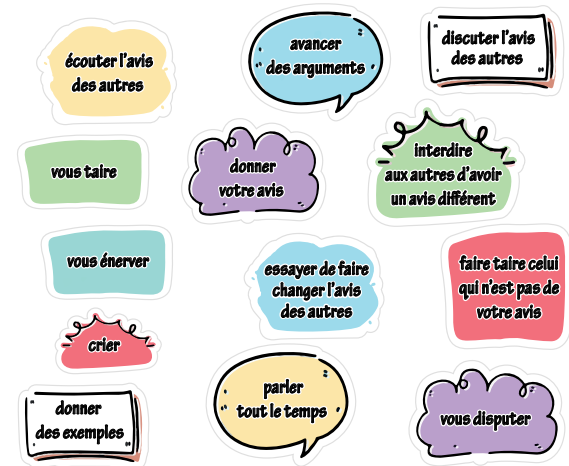 écouter l'avis
des autres
avancer
des arguments
discuter l'avis
des autres
vous taire
donner
votre avis
interdire
aux autres d'avoir
un avis différent
vous énerver
essayer de faire
changer l'avis
des autres
faire taire celui
qui n'est pas de
votre avis
crier
donner
des exemples
parler
tout le temps
vous disputer